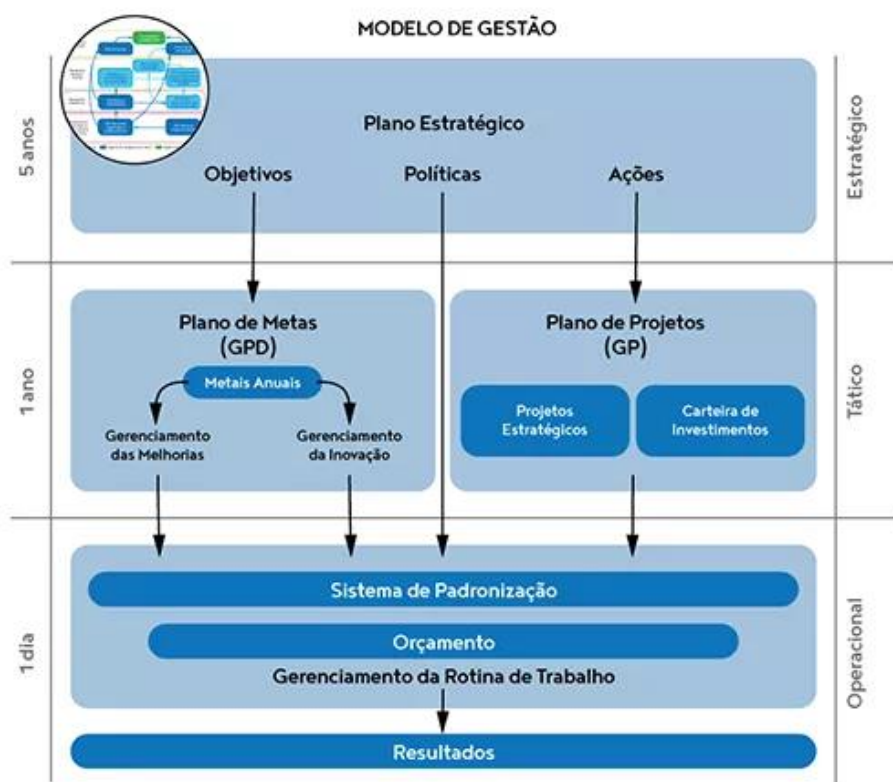 MODELO DE GESTÃO
5 anos
Estratégico
Plano Estratégico
Objetivos
Políticas
Ações
1 ano
Tático
Plano de Metas
(GPD)
Metais Anuais
Gerenciamento
das Melhorias
Gerenciamento
da Inovação
Plano de Projetos
(GP)
Projetos
Estratégicos
Carteira de
Investimentos
1 dia
Operacional
Sistema de Padronização
Orçamento
Gerenciamento da Rotina de Trabalho
Resultados